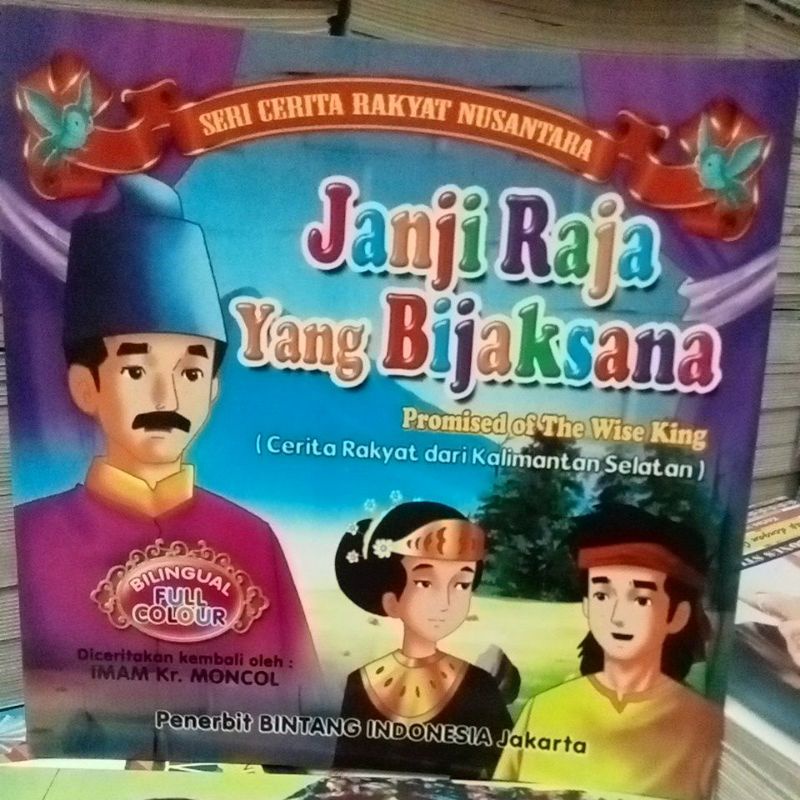 SERI CERITA RAKYAT NUSANTARA
Janji Raja
Yang Bijaksana
Promised of The Wise King
(Cerita Rakyat dari Kalimantan Selatan)
BILINGUAL
FULL
COLOUR
Diceritakan kembali oleh :
IMAM Kr. MONCOL
Penerbit BINTANG INDONESIA Jakarta